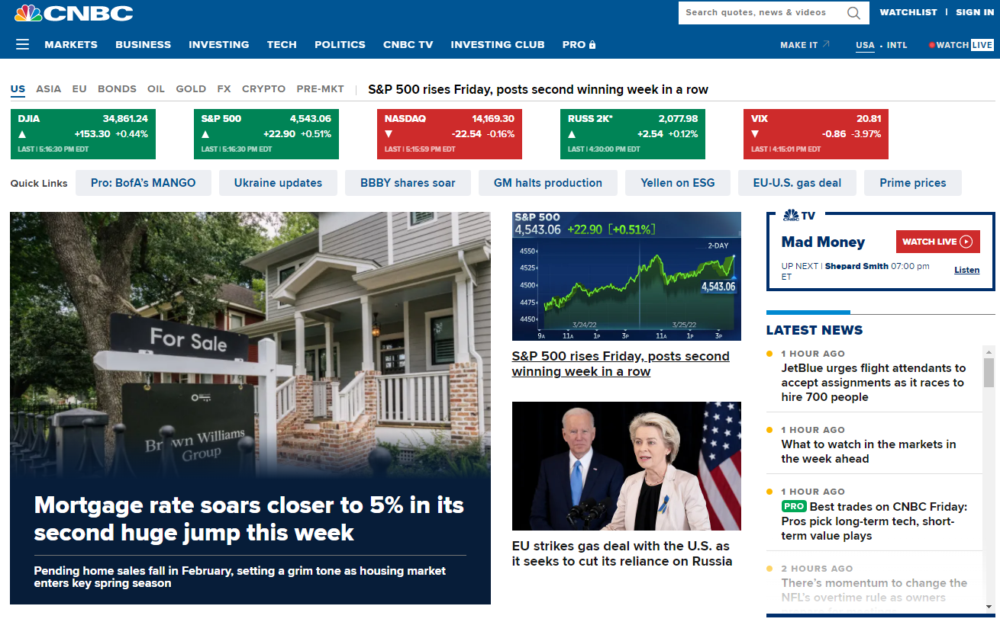 CNBC
Search quotes, news & videos
WATCHLIST | SIGN IN
MARKETS BUSINESS INVESTING TECH POLITICS CNBC TV INVESTING CLUB PRO
MAKE IT USA • INTL WATCH LIVE
US ASIA EU BONDS OIL GOLD FX CRYPTO PRE-MKT | S&P 500 rises Friday, posts second winning week in a row
DJIA 34,861.24
▲ +153.30 +0.44%
LAST | 5:16:30 PM EDT
S&P 500 4,543.06
▲ +22.90 +0.51%
LAST | 5:16:30 PM EDT
NASDAQ 14,169.30
▼ -22.54 -0.16%
LAST | 5:15:59 PM EDT
RUSS 2K* 2,077.98
▲ +2.54 +0.12%
LAST | 4:30:00 PM EDT
VIX 20.81
▼ -0.86 -3.97%
LAST | 4:15:01 PM EDT
Quick Links Pro: BofA's MANGO Ukraine updates BBBY shares soar GM halts production Yellen on ESG EU-U.S. gas deal Prime prices
For Sale
Brown Williams
Group
Mortgage rate soars closer to 5% in its
second huge jump this week
Pending home sales fall in February, setting a grim tone as housing market
enters key spring season
S&P 500
4,543.06 +22.90 [+0.51%]
2-DAY
4550
4525
4500
4,543.06
4475
4450
3/24/22 3/25/22
9A 11A 1P 3P 11A 1P 3P
S&P 500 rises Friday, posts second
winning week in a row
EU strikes gas deal with the U.S. as
it seeks to cut its reliance on Russia
CNBC TV
Mad Money
WATCH LIVE
UP NEXT | Shepard Smith 07:00 pm
ET
Listen
LATEST NEWS
1 HOUR AGO
JetBlue urges flight attendants to
accept assignments as it races to
hire 700 people
1 HOUR AGO
What to watch in the markets in
the week ahead
1 HOUR AGO
PRO Best trades on CNBC Friday:
Pros pick long-term tech, short-
term value plays
2 HOURS AGO
There's momentum to change the
NFL's overtime rule as owners